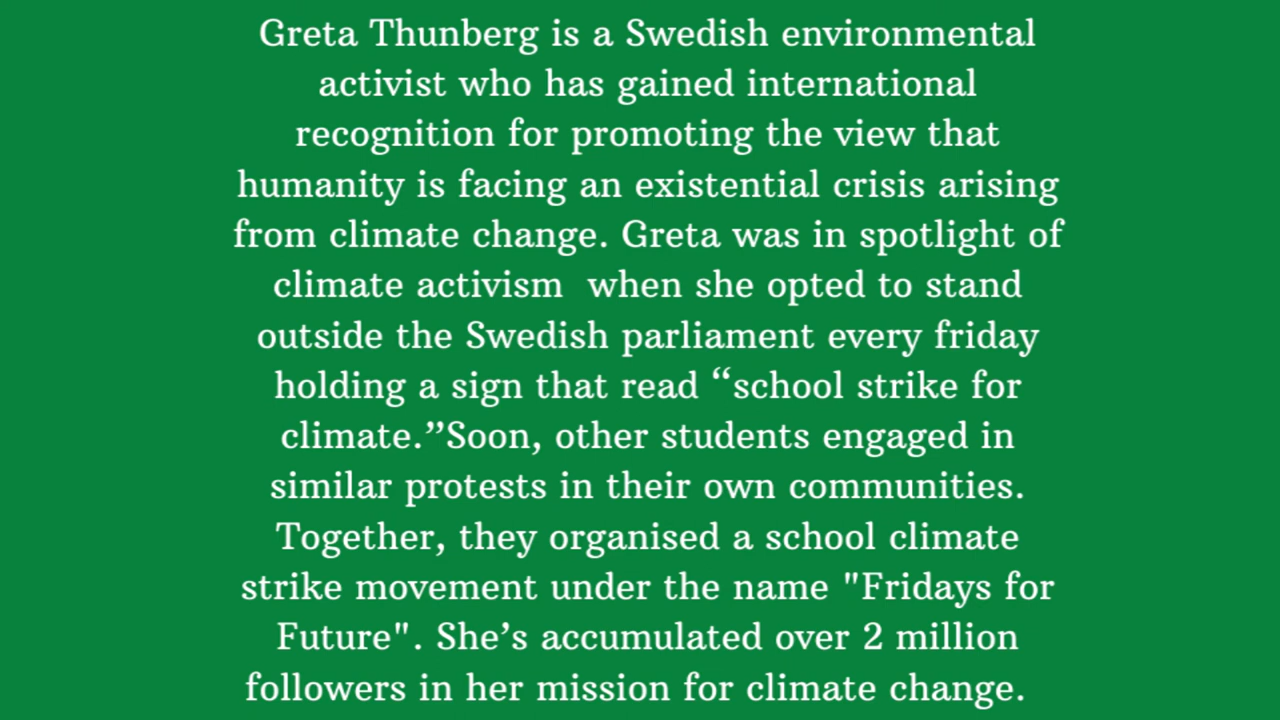 Greta Thunberg is a Swedish environmental
activist who has gained international
recognition for promoting the view that
humanity is facing an existential crisis arising
from climate change. Greta was in spotlight of
climate activism  when she opted to stand
outside the Swedish parliament every friday
holding a sign that read “school strike for
climate.”Soon, other students engaged in
similar protests in their own communities.
Together, they organised a school climate
strike movement under the name "Fridays for
Future". She’s accumulated over 2 million
followers in her mission for climate change.